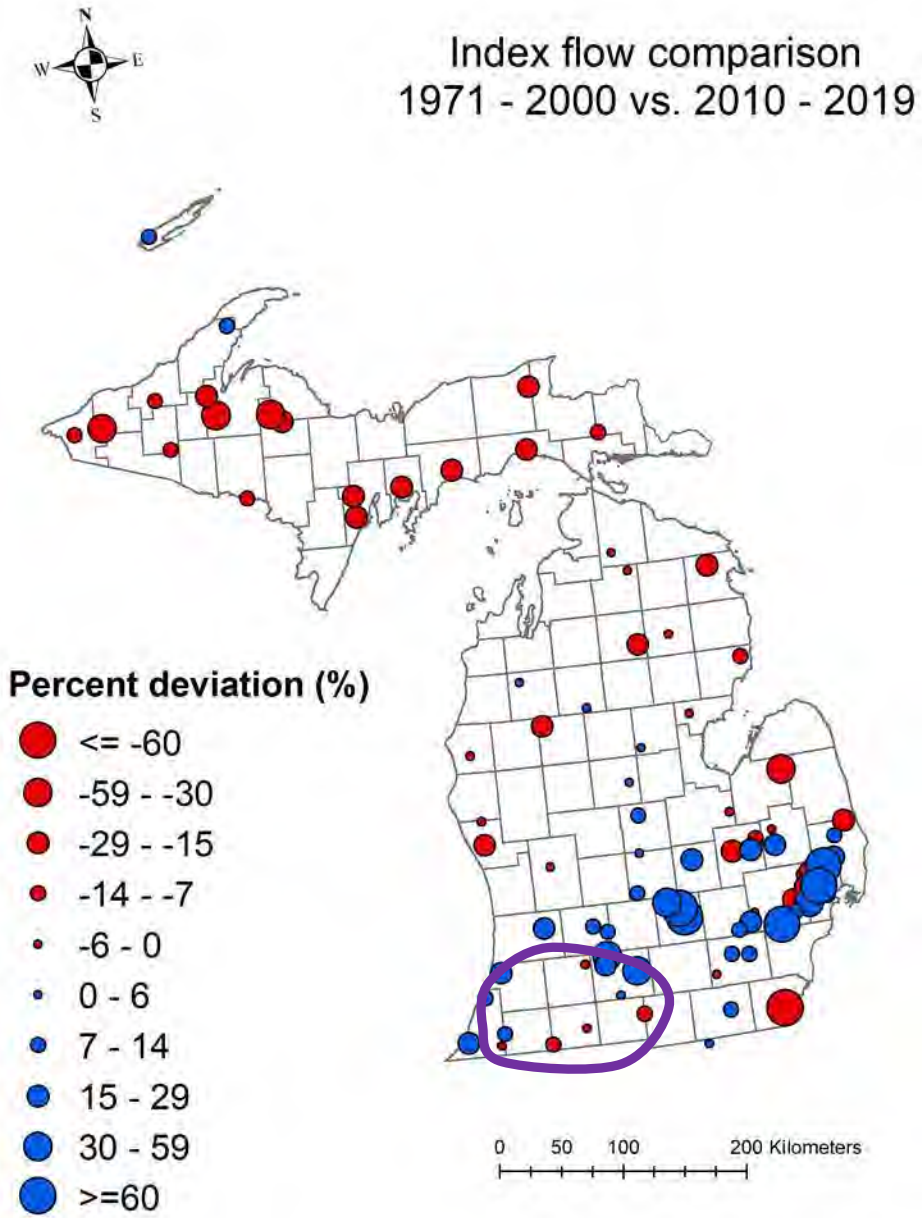 N
W E
S
Index flow comparison
1971 - 2000 vs. 2010 - 2019
Percent deviation (%)
<= -60
-59 - -30
-29 - -15
-14 - -7
-6 - 0
0 - 6
7 - 14
15 - 29
30 - 59
>=60
0 50 100 200 Kilometers